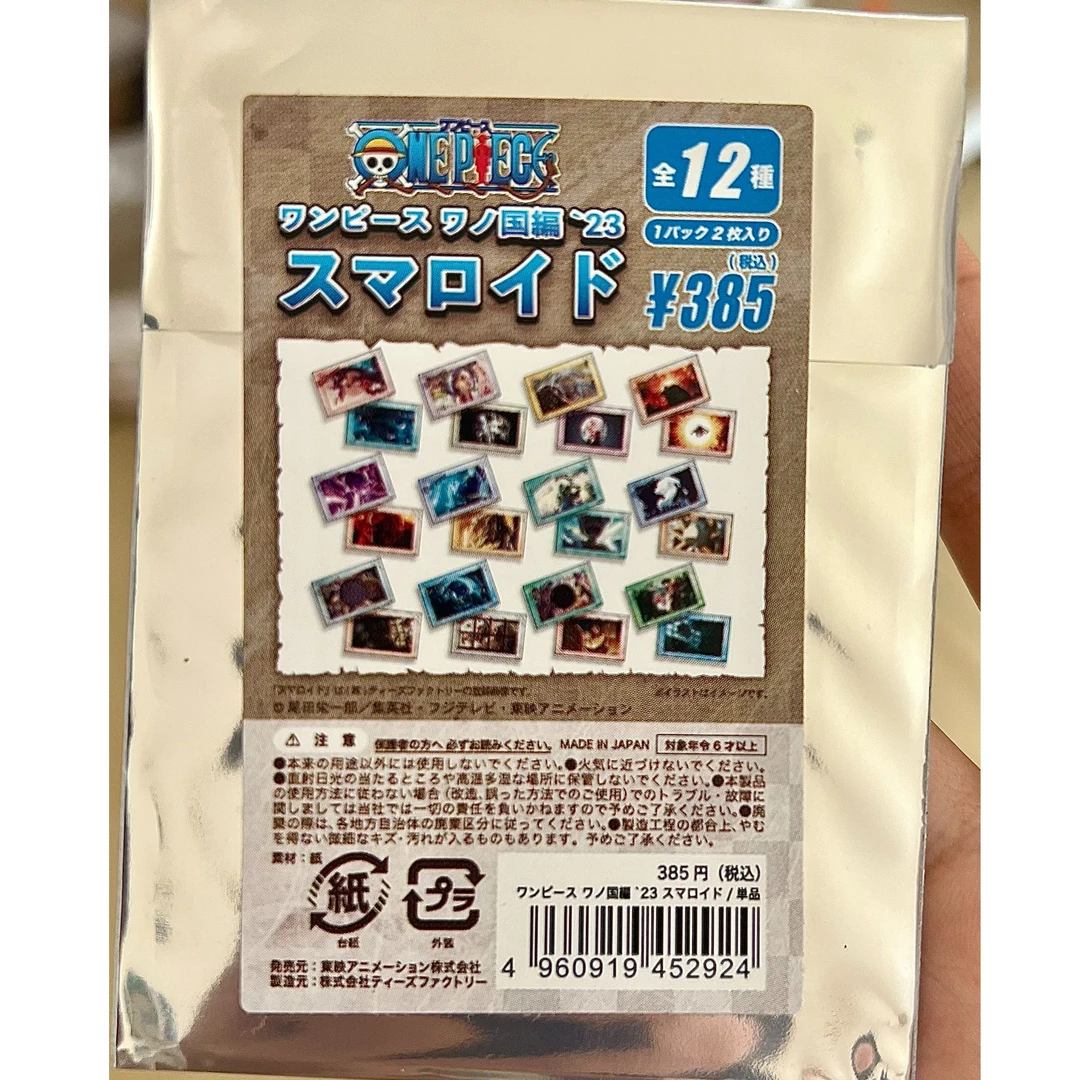 ワンピース
ONE PIECE
全12種
1パック2枚入り
ワンピース ワノ国編 `23
スマロイド
(税込)
¥385
「スマロイド」は(株)ティーズファクトリーの登録商標です。
※イラストはイメージです。
©尾田栄一郎／集英社・フジテレビ・東映アニメーション
⚠ 注意 保護者の方へ 必ずお読みください。 MADE IN JAPAN 対象年令6才以上
●本来の用途以外には使用しないでください。●火気に近づけないでください。
●直射日光の当たるところや高温多湿な場所に保管しないでください。●本製品
の使用方法に従わない場合(改造、誤った方法でのご使用)でのトラブル・故障に
関しましては当社では一切の責任を負いかねますので予めご了承ください。●廃
棄の際は、各地方自治体の廃棄区分に従ってください。●製造工程の都合上、やむ
を得ない微細なキズ・汚れが入るものもあります。予めご了承ください。
素材：紙
紙
台紙
プラ
外装
385円（税込）
ワンピース ワノ国編 `23 スマロイド / 単品
4 960919 452924
発売元：東映アニメーション株式会社
製造元：株式会社ティーズファクトリー